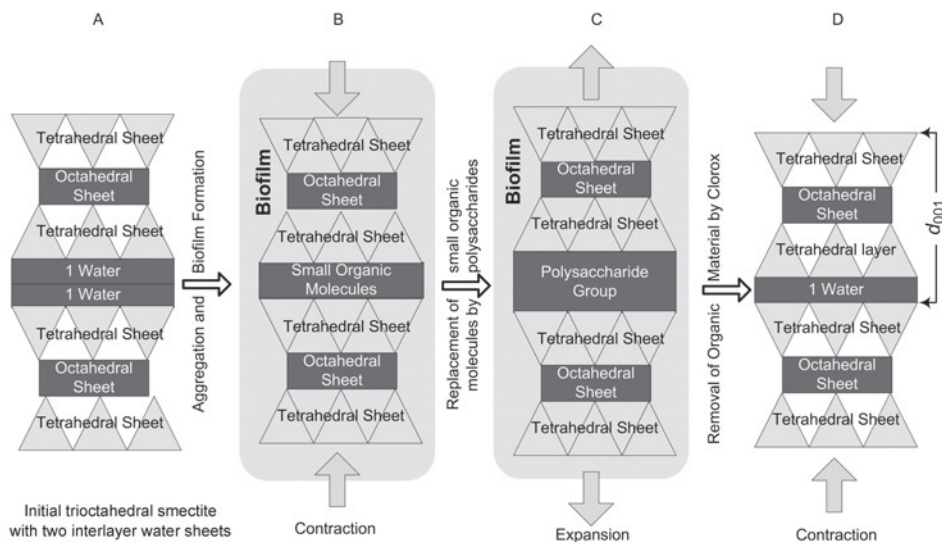 A
B
C
D
Tetrahedral Sheet
Octahedral
Sheet
Tetrahedral Sheet
1 Water
1 Water
Tetrahedral Sheet
Octahedral
Sheet
Tetrahedral Sheet
Initial trioctahedral smectite
with two interlayer water sheets
Aggregation and Biofilm Formation
Biofilm
Tetrahedral Sheet
Octahedral
Sheet
Tetrahedral Sheet
Small Organic
Molecules
Tetrahedral Sheet
Octahedral
Sheet
Tetrahedral Sheet
Contraction
Replacement of small organic
molecules by polysaccharides
Biofilm
Tetrahedral Sheet
Octahedral
Sheet
Tetrahedral Sheet
Polysaccharide
Group
Tetrahedral Sheet
Octahedral
Sheet
Tetrahedral Sheet
Expansion
Removal of Organic Material by Clorox
Tetrahedral Sheet
Octahedral
Sheet
Tetrahedral layer
1 Water
Tetrahedral Sheet
Octahedral
Sheet
Tetrahedral Sheet
Contraction
d001